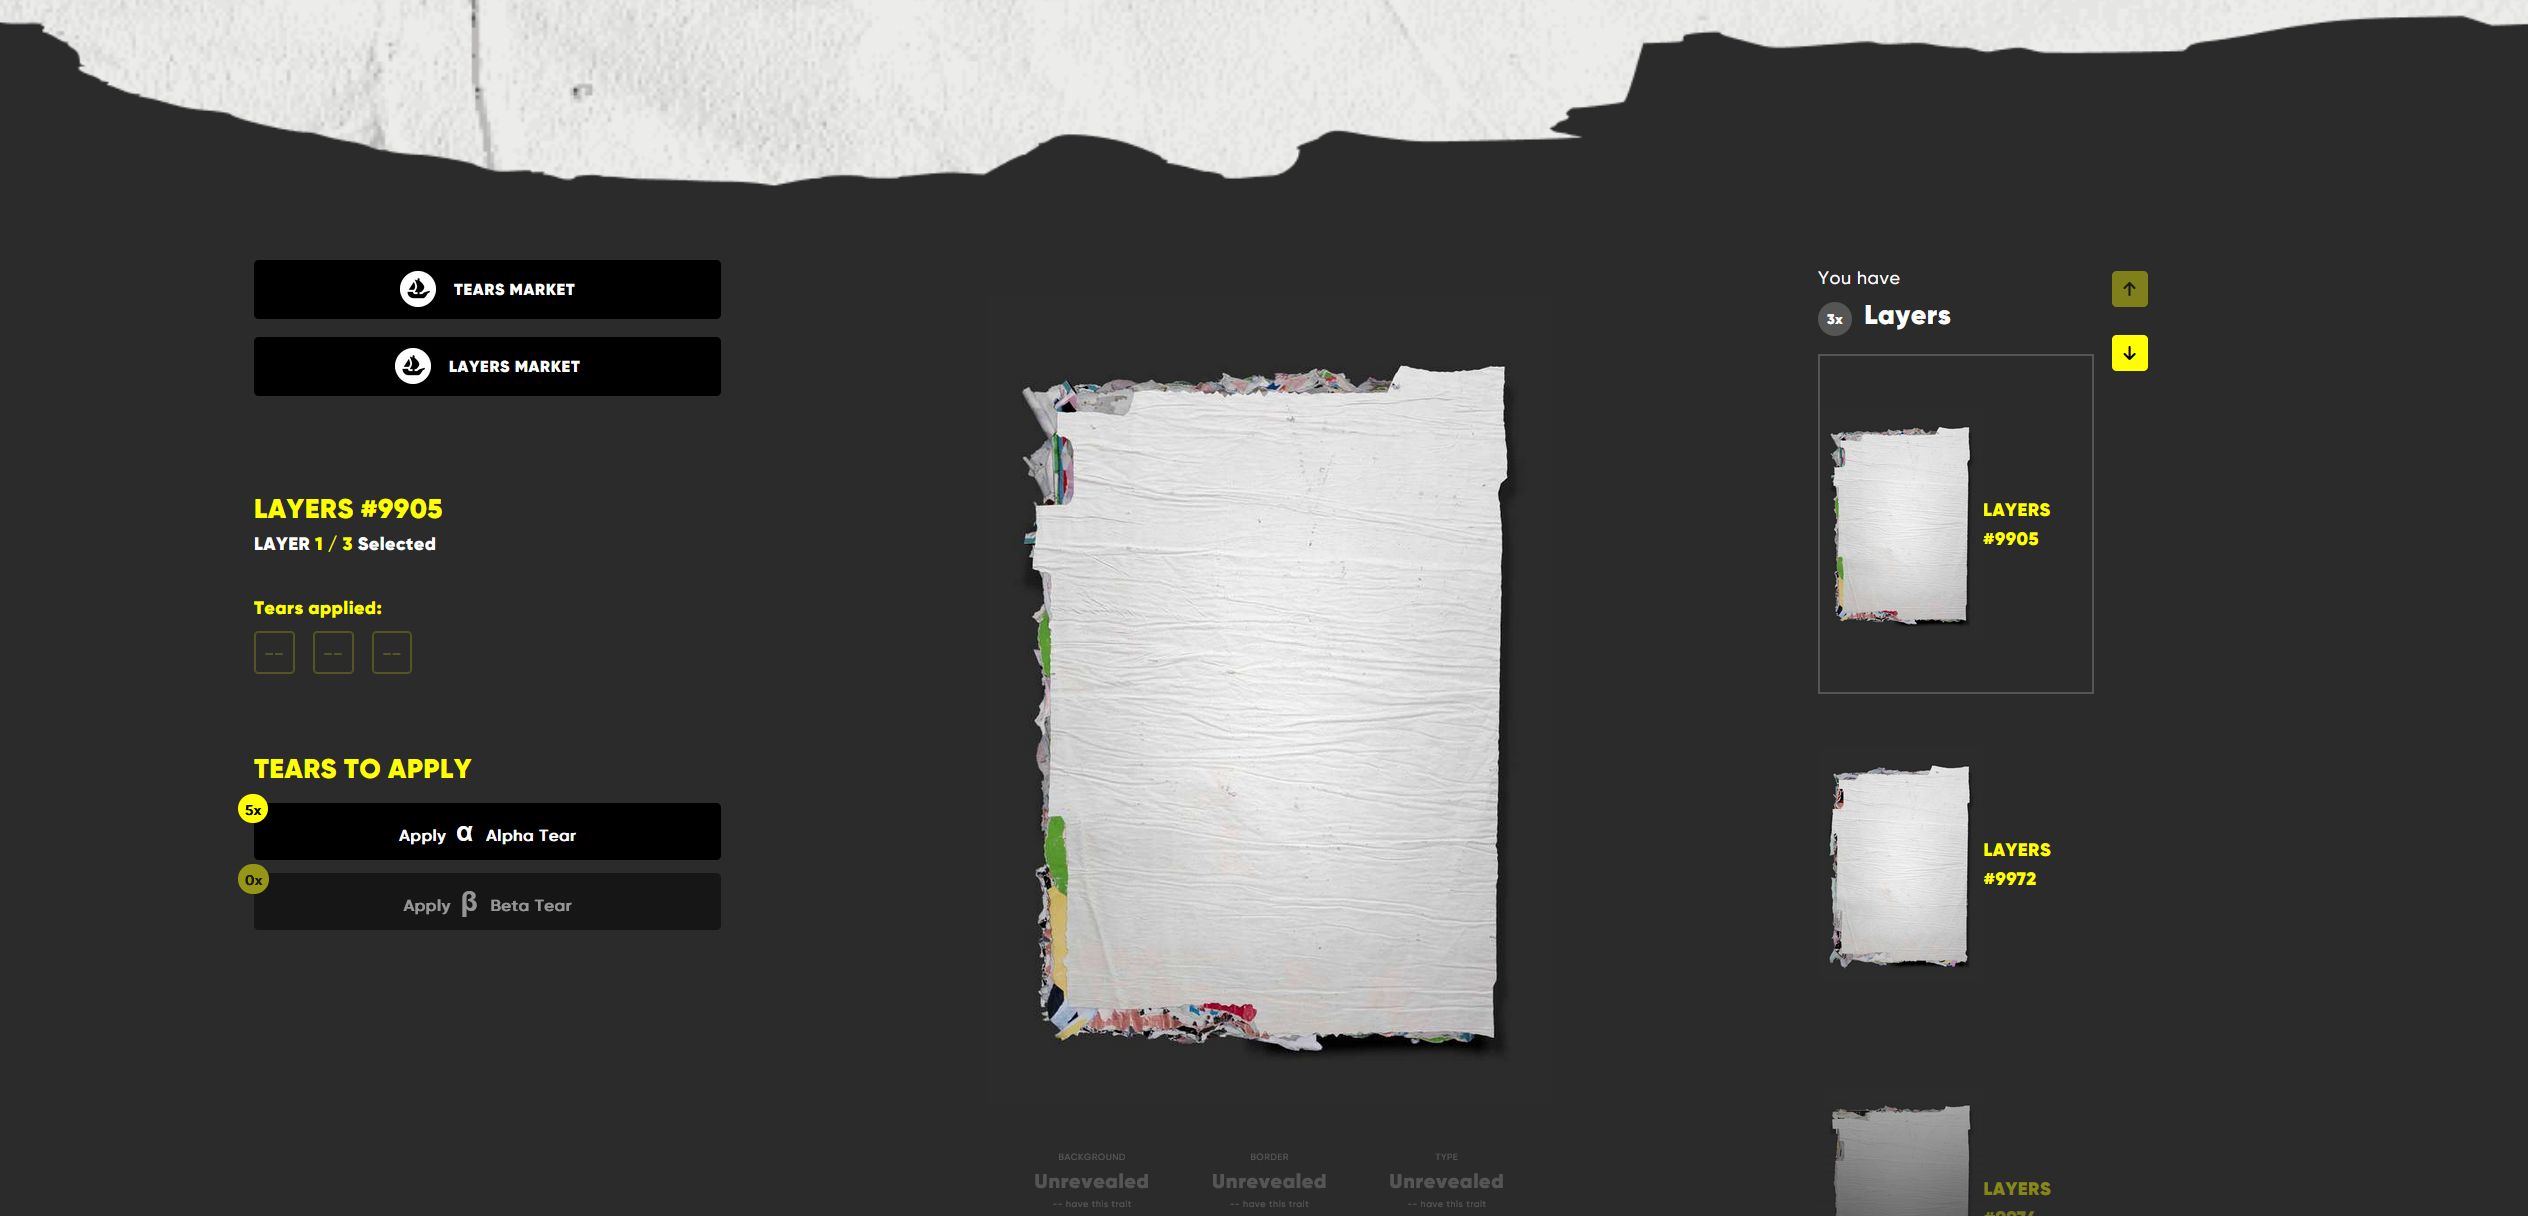 TEARS MARKET
LAYERS MARKET
LAYERS #9905
LAYER 1 / 3 Selected
Tears applied:
-- -- --
TEARS TO APPLY
5x
Apply α Alpha Tear
0x
Apply β Beta Tear
BACKGROUND
Unrevealed
-- have this trait
BORDER
Unrevealed
-- have this trait
TYPE
Unrevealed
-- have this trait
You have
3x Layers
LAYERS
#9905
LAYERS
#9972
LAYERS